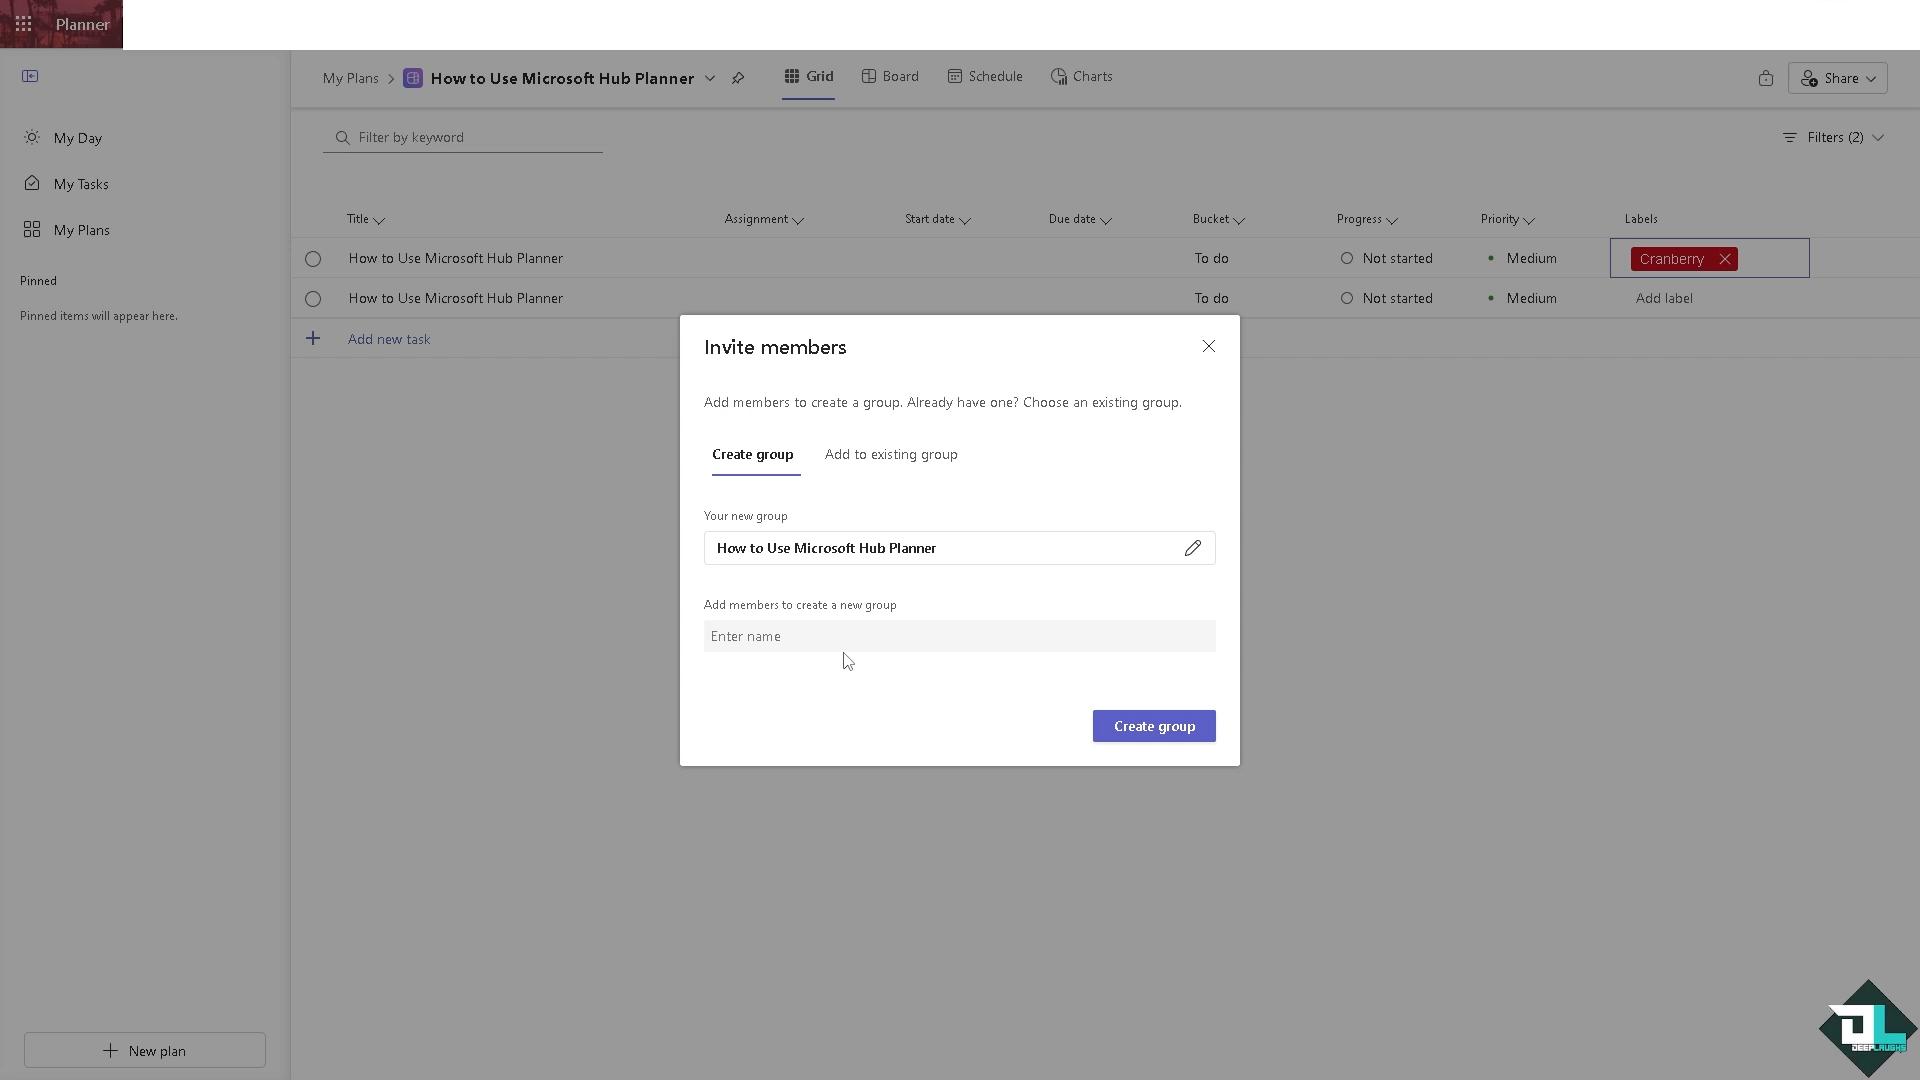 Planner
My Plans
How to Use Microsoft Hub Planner
Grid
Board
Schedule
Charts
Share
My Day
My Tasks
My Plans
Pinned
Pinned items will appear here.
Filter by keyword
Filters (2)
Title
Assignment
Start date
Due date
Bucket
Progress
Priority
Labels
How to Use Microsoft Hub Planner
To do
Not started
Medium
Cranberry
How to Use Microsoft Hub Planner
To do
Not started
Medium
Add label
Add new task
Invite members
Add members to create a group. Already have one? Choose an existing group.
Create group
Add to existing group
Your new group
How to Use Microsoft Hub Planner
Add members to create a new group
Enter name
Create group
New plan
DL
DEEPLAUGHS